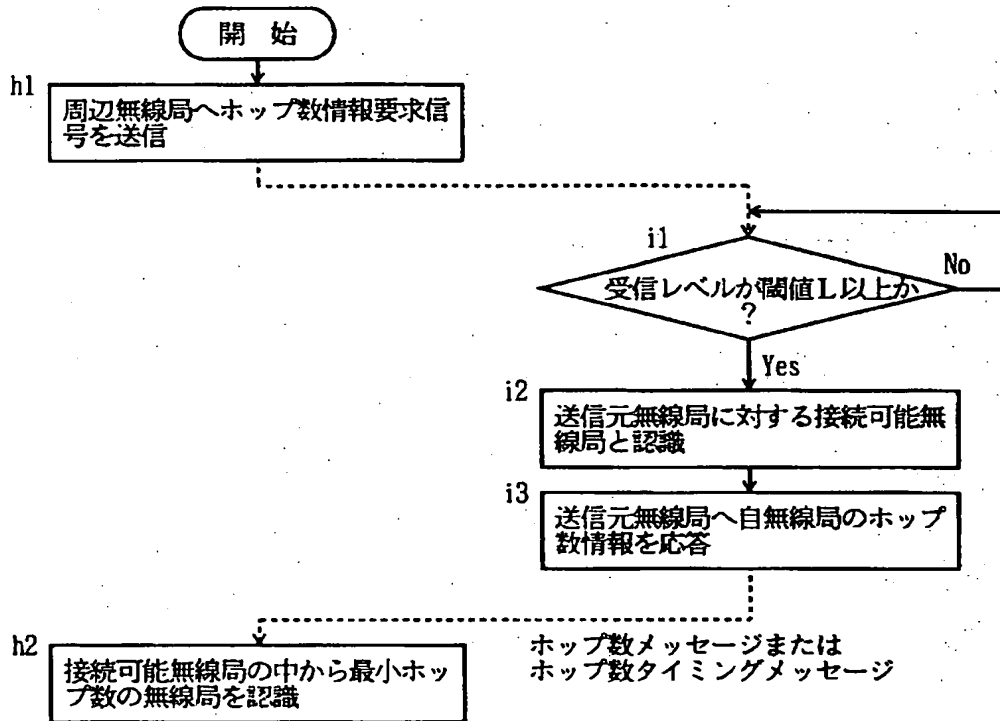 開 始
h1
周辺無線局へホップ数情報要求信
号を送信
i1
受信レベルが閾値L以上か
?
No
Yes
i2
送信元無線局に対する接続可能無
線局と認識
i3
送信元無線局へ自無線局のホップ
数情報を応答
h2
接続可能無線局の中から最小ホッ
プ数の無線局を認識
ホップ数メッセージまたは
ホップ数タイミングメッセージ